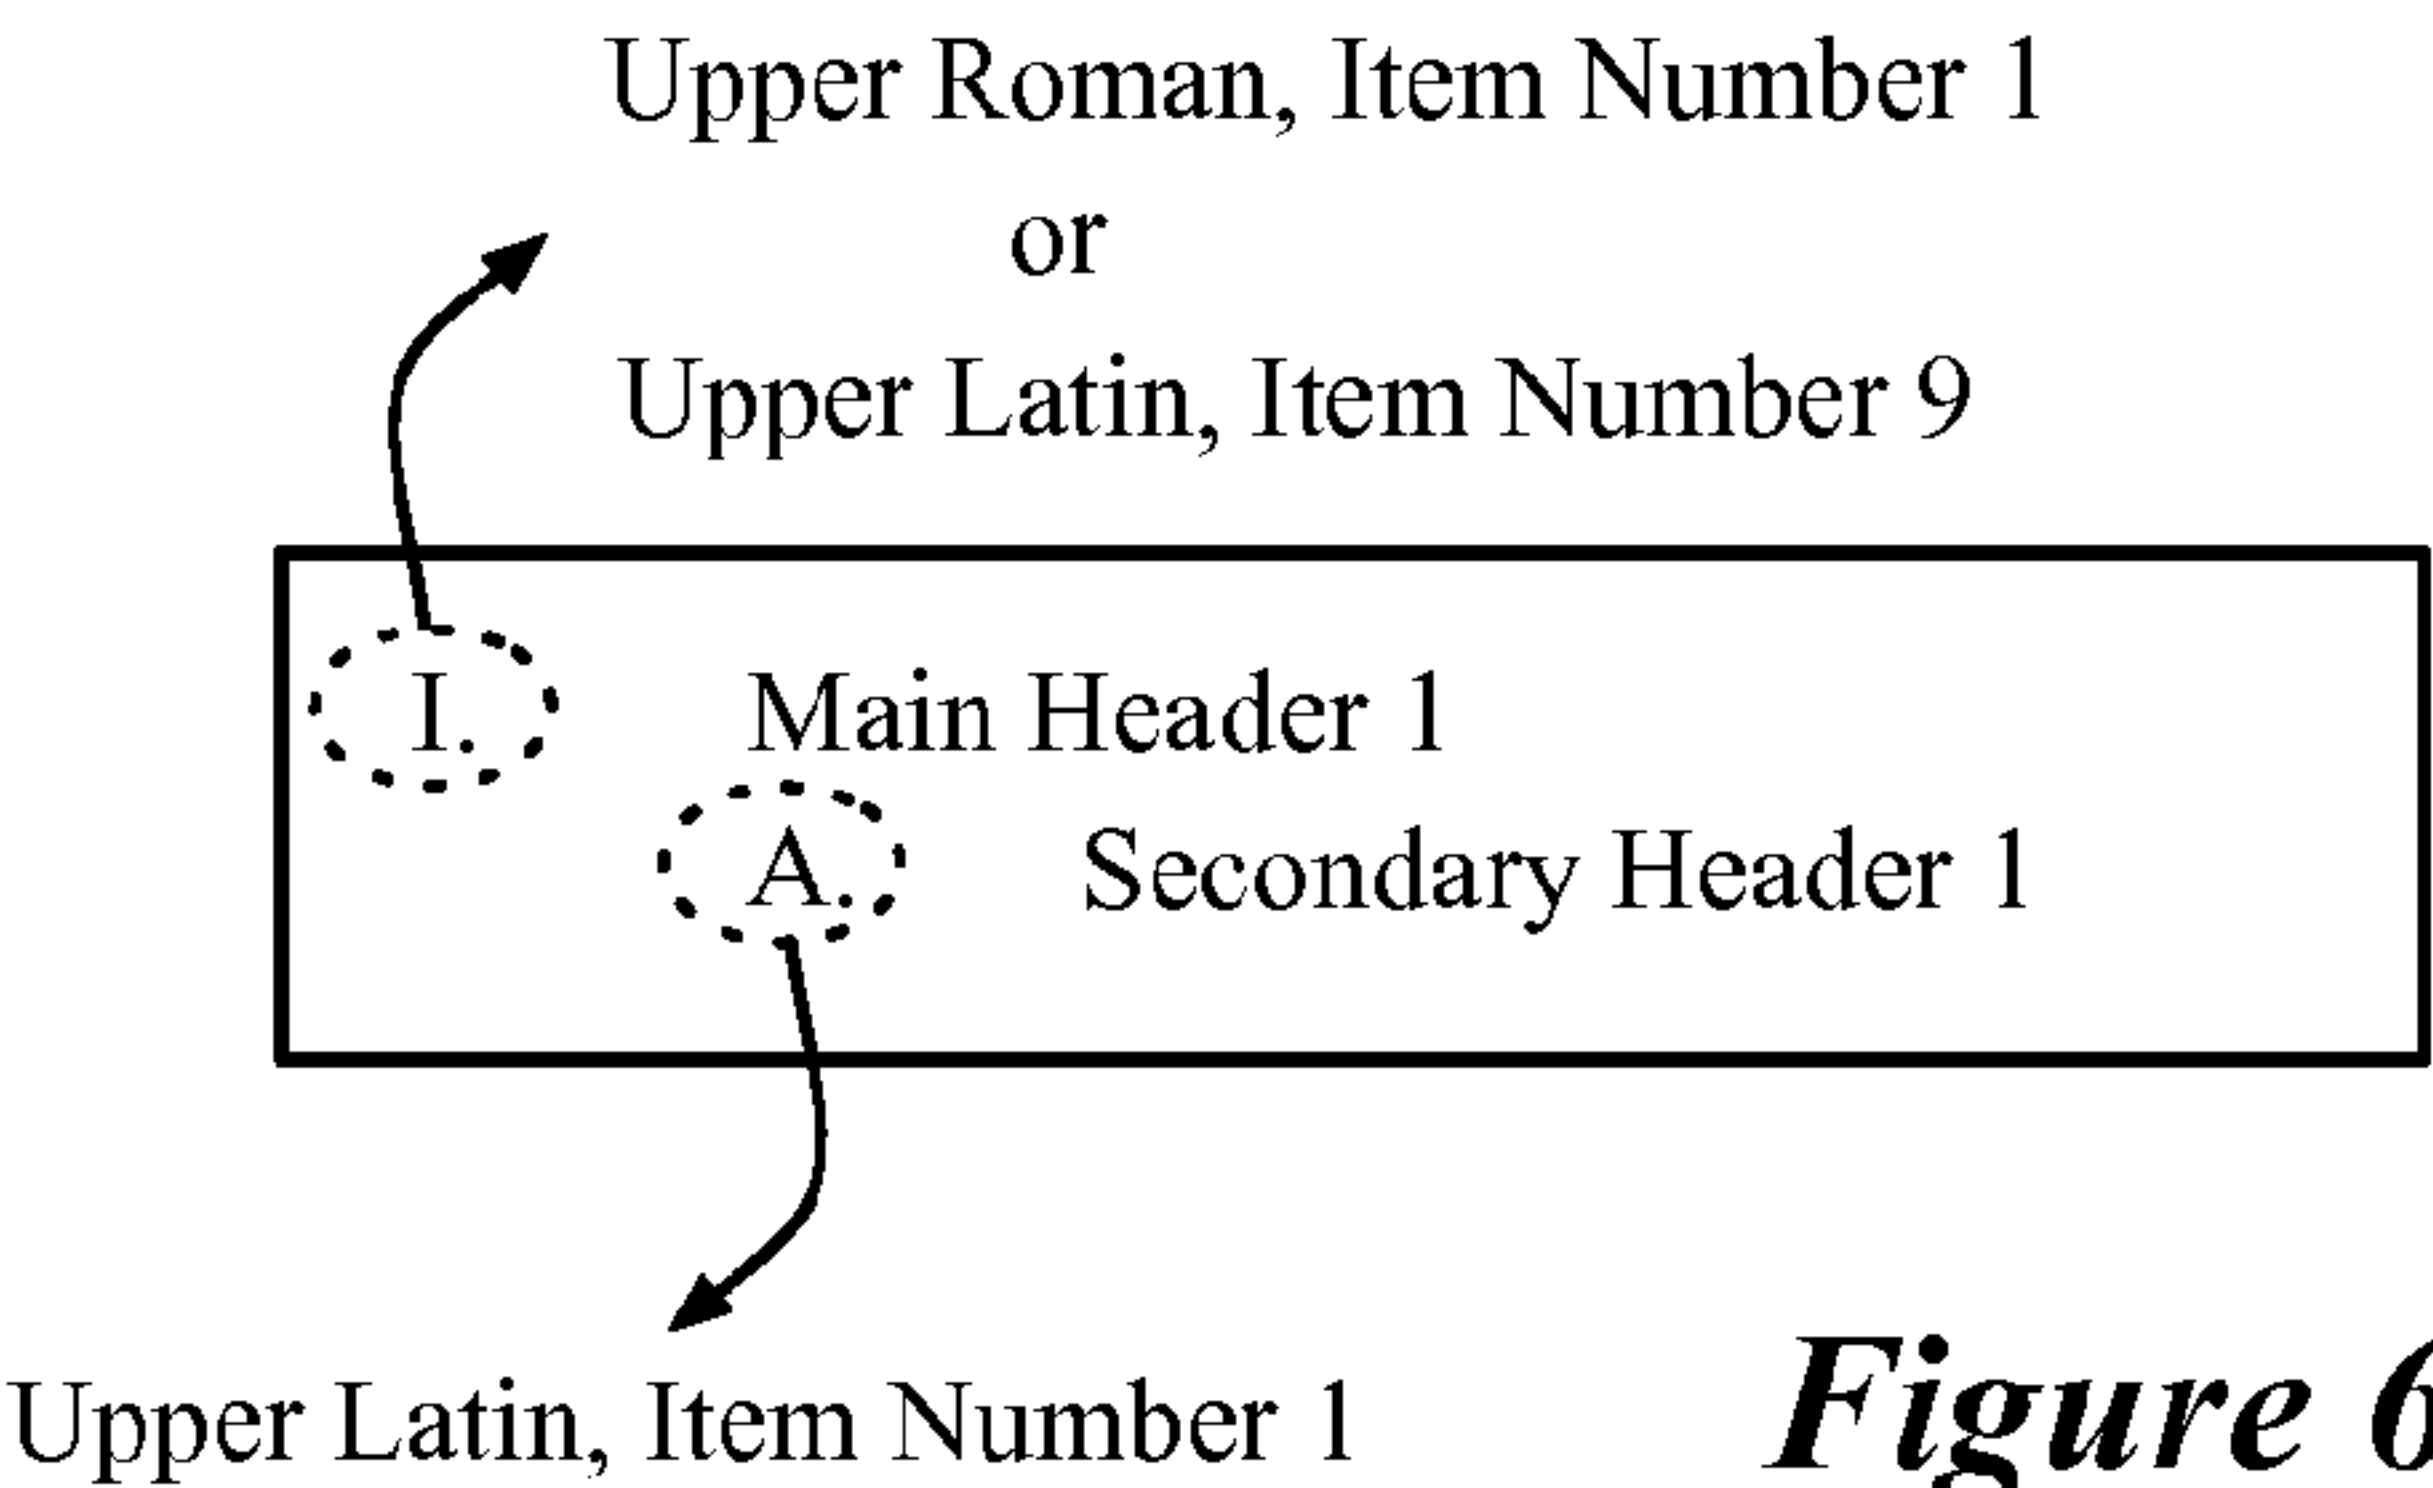 Upper Roman, Item Number 1
or
Upper Latin, Item Number 9
I. Main Header 1
A. Secondary Header 1
Upper Latin, Item Number 1
Figure 6